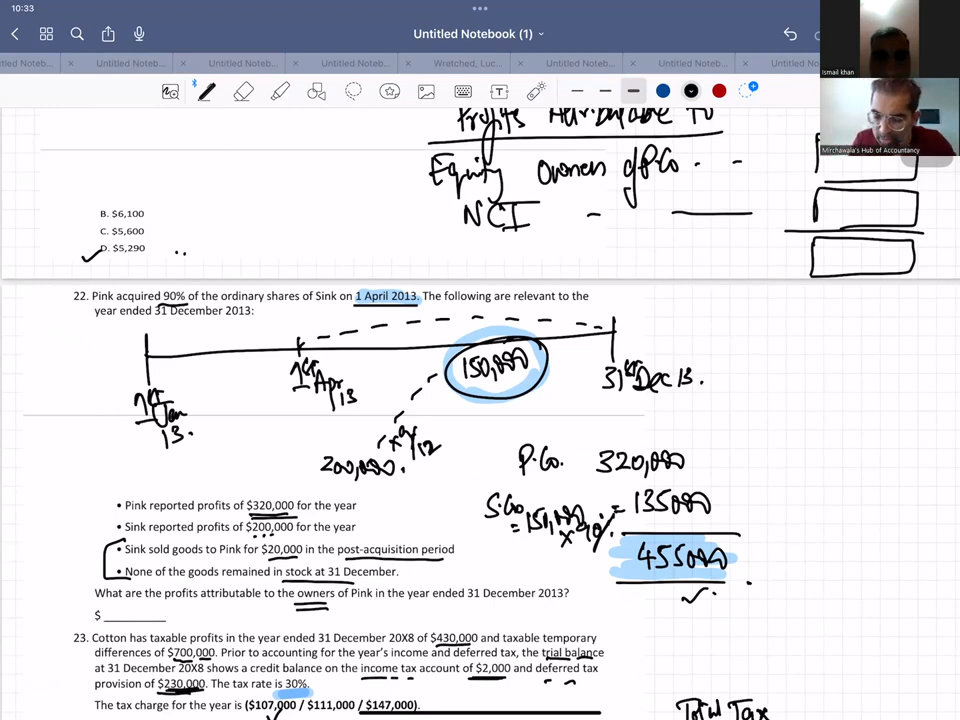 10:33
Untitled Notebook (1)
Untitled Noteb...
Untitled Noteb...
Untitled Noteb...
Untitled Noteb...
Wretched, Luc...
Untitled Noteb...
Untitled Noteb...
Untitled Noteb...
Ismail khan
Mirchawala's Hub of Accountancy
Profits Attributable to
Equity Owners of P.Co
NCI
B. $6,100
C. $5,600
D. $5,290
22. Pink acquired 90% of the ordinary shares of Sink on 1 April 2013. The following are relevant to the
year ended 31 December 2013:
1st Jan 13.
1st Apr 13
150,000
31st Dec 13.
200,000. x 9/12
P.Co. 320,000
S.Co = 150,000 x 90% = 135000
455000
• Pink reported profits of $320,000 for the year
• Sink reported profits of $200,000 for the year
• Sink sold goods to Pink for $20,000 in the post-acquisition period
• None of the goods remained in stock at 31 December.
What are the profits attributable to the owners of Pink in the year ended 31 December 2013?
$ __________
23. Cotton has taxable profits in the year ended 31 December 20X8 of $430,000 and taxable temporary
differences of $700,000. Prior to accounting for the year's income and deferred tax, the trial balance
at 31 December 20X8 shows a credit balance on the income tax account of $2,000 and deferred tax
provision of $230,000. The tax rate is 30%.
The tax charge for the year is ($107,000 / $111,000 / $147,000).
Total Tax